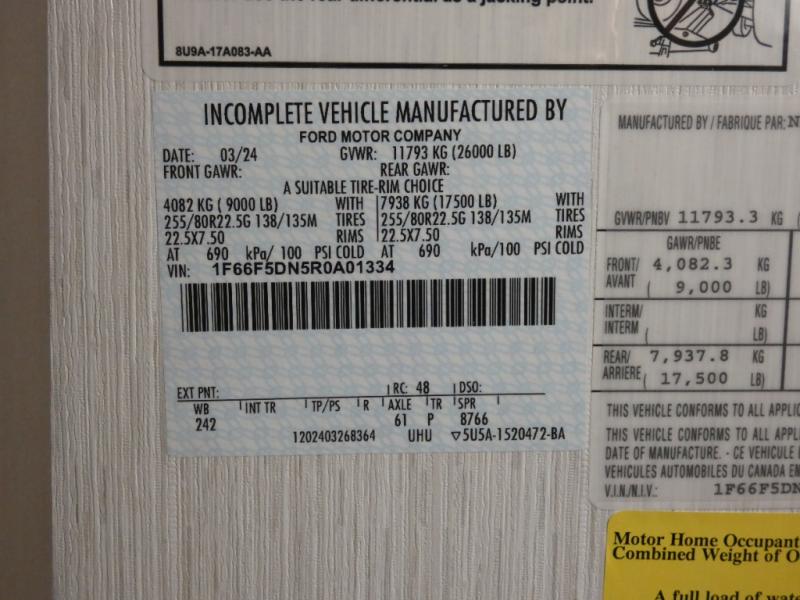 8U9A-17A083-AA
INCOMPLETE VEHICLE MANUFACTURED BY
FORD MOTOR COMPANY
DATE: 03/24 GVWR: 11793 KG (26000 LB)
FRONT GAWR: REAR GAWR:
A SUITABLE TIRE-RIM CHOICE
4082 KG ( 9000 LB) WITH 7938 KG (17500 LB) WITH
255/80R22.5G 138/135M TIRES 255/80R22.5G 138/135M TIRES
22.5X7.50 RIMS 22.5X7.50 RIMS
AT 690 kPa/ 100 PSI COLD AT 690 kPa/100 PSI COLD
VIN: 1F66F5DN5R0A01334
EXT PNT: RC: 48 DSO:
WB INT TR TP/PS R AXLE TR SPR
242 61 P 8766
1202403268364 UHU ▽5U5A-1520472-BA
MANUFACTURED BY / FABRIQUE PAR:
GVWR/PNBV 11793.3 KG
GAWR/PNBE
FRONT/ 4,082.3 KG
AVANT ( 9,000 LB)
INTERM/ KG
INTERM ( LB)
REAR/ 7,937.8 KG
ARRIERE ( 17,500 LB)
THIS VEHICLE CONFORMS TO ALL
THIS VEHICLE CONFORMS TO ALL
DATE OF MANUFACTURE. - CE VEHICULE
VEHICULES AUTOMOBILES DU CANADA EN
V.I.N./N.I.V.: 1F66F5DN
Motor Home Occupant
Combined Weight of
A full load of